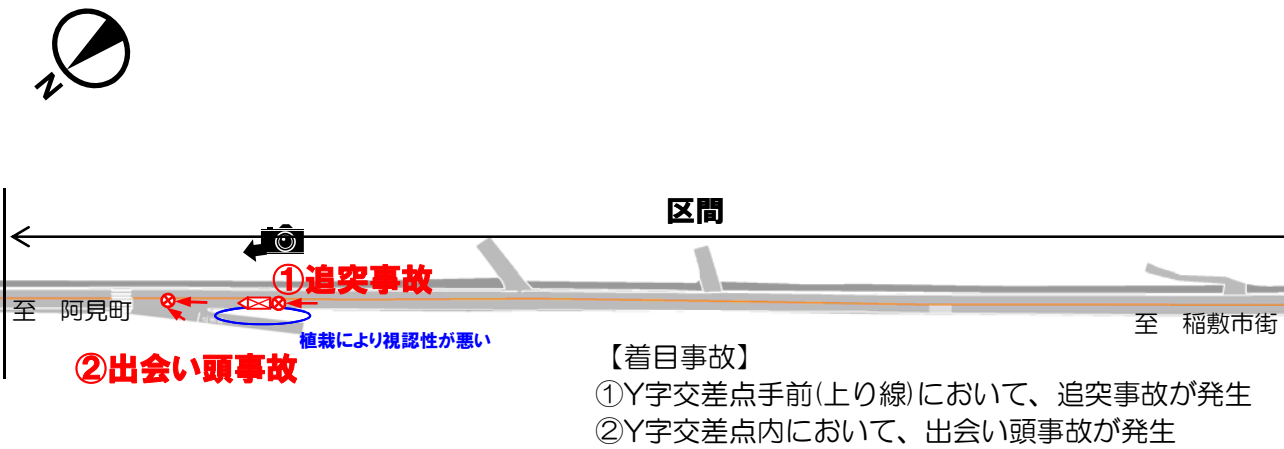 N
区間
①追突事故
至 阿見町
植栽により視認性が悪い
至 稲敷市街
②出会い頭事故
【着目事故】
①Y字交差点手前(上り線)において、追突事故が発生
②Y字交差点内において、出会い頭事故が発生